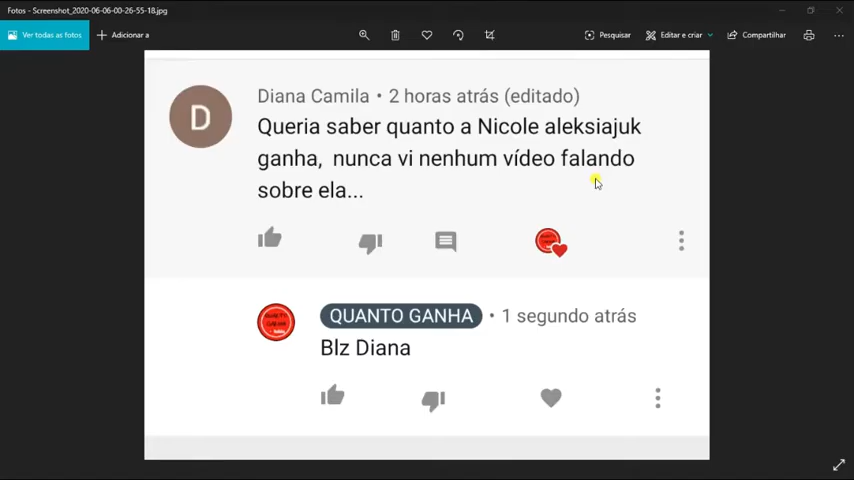 Fotos - Screenshot_2020-06-06-00-26-55-18.jpg
Ver todas as fotos
Adicionar a
Pesquisar
Editar e criar
Compartilhar
D
Diana Camila • 2 horas atrás (editado)
Queria saber quanto a Nicole aleksiajuk
ganha, nunca vi nenhum vídeo falando
sobre ela...
QUANTO GANHA • 1 segundo atrás
Blz Diana